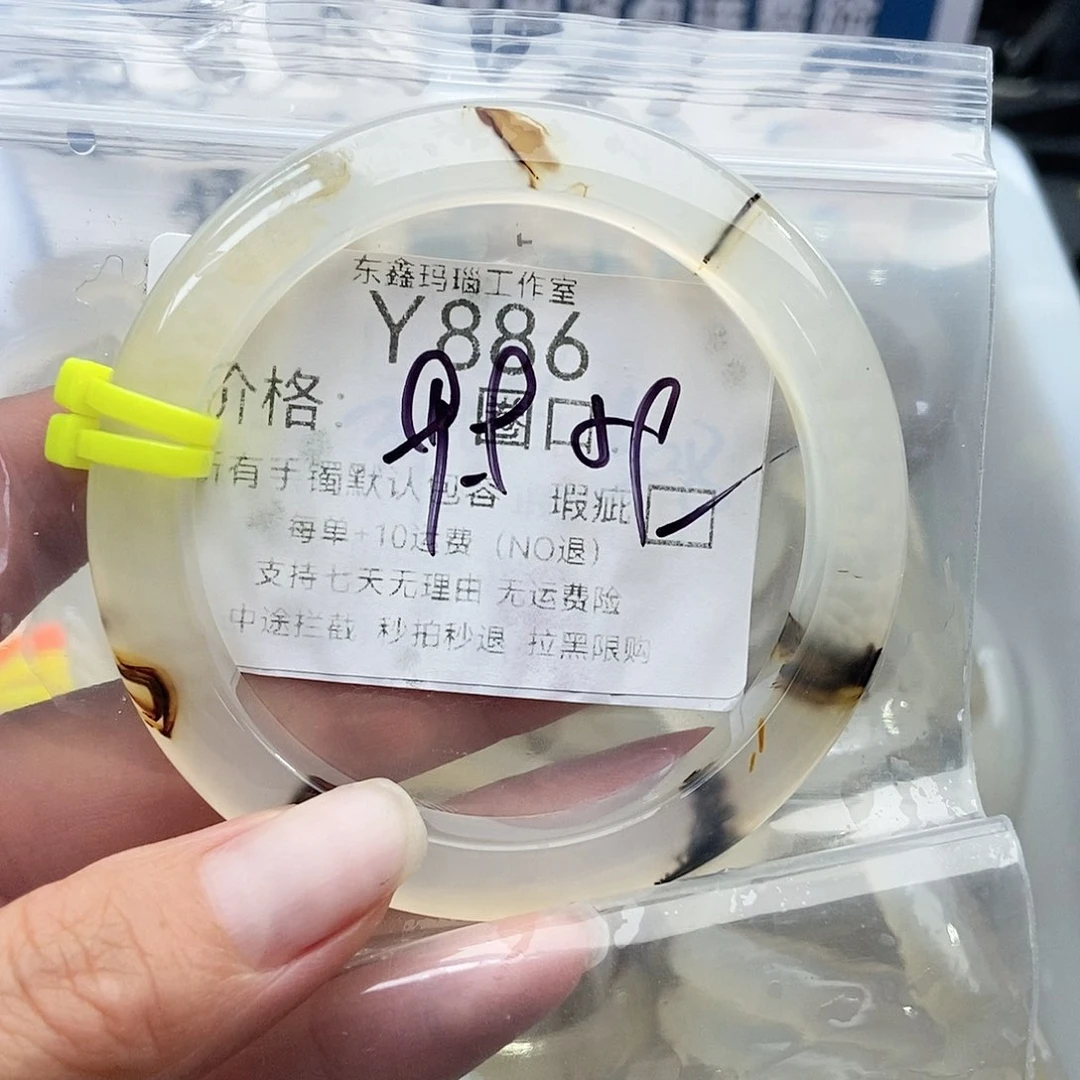 东鑫玛瑙工作室
Y886
价格: 圈口
所有手镯默认包容 瑕疵
每单+10运费 (NO退)
支持七天无理由 无运费险
中途拦截 秒拍秒退 拉黑限购